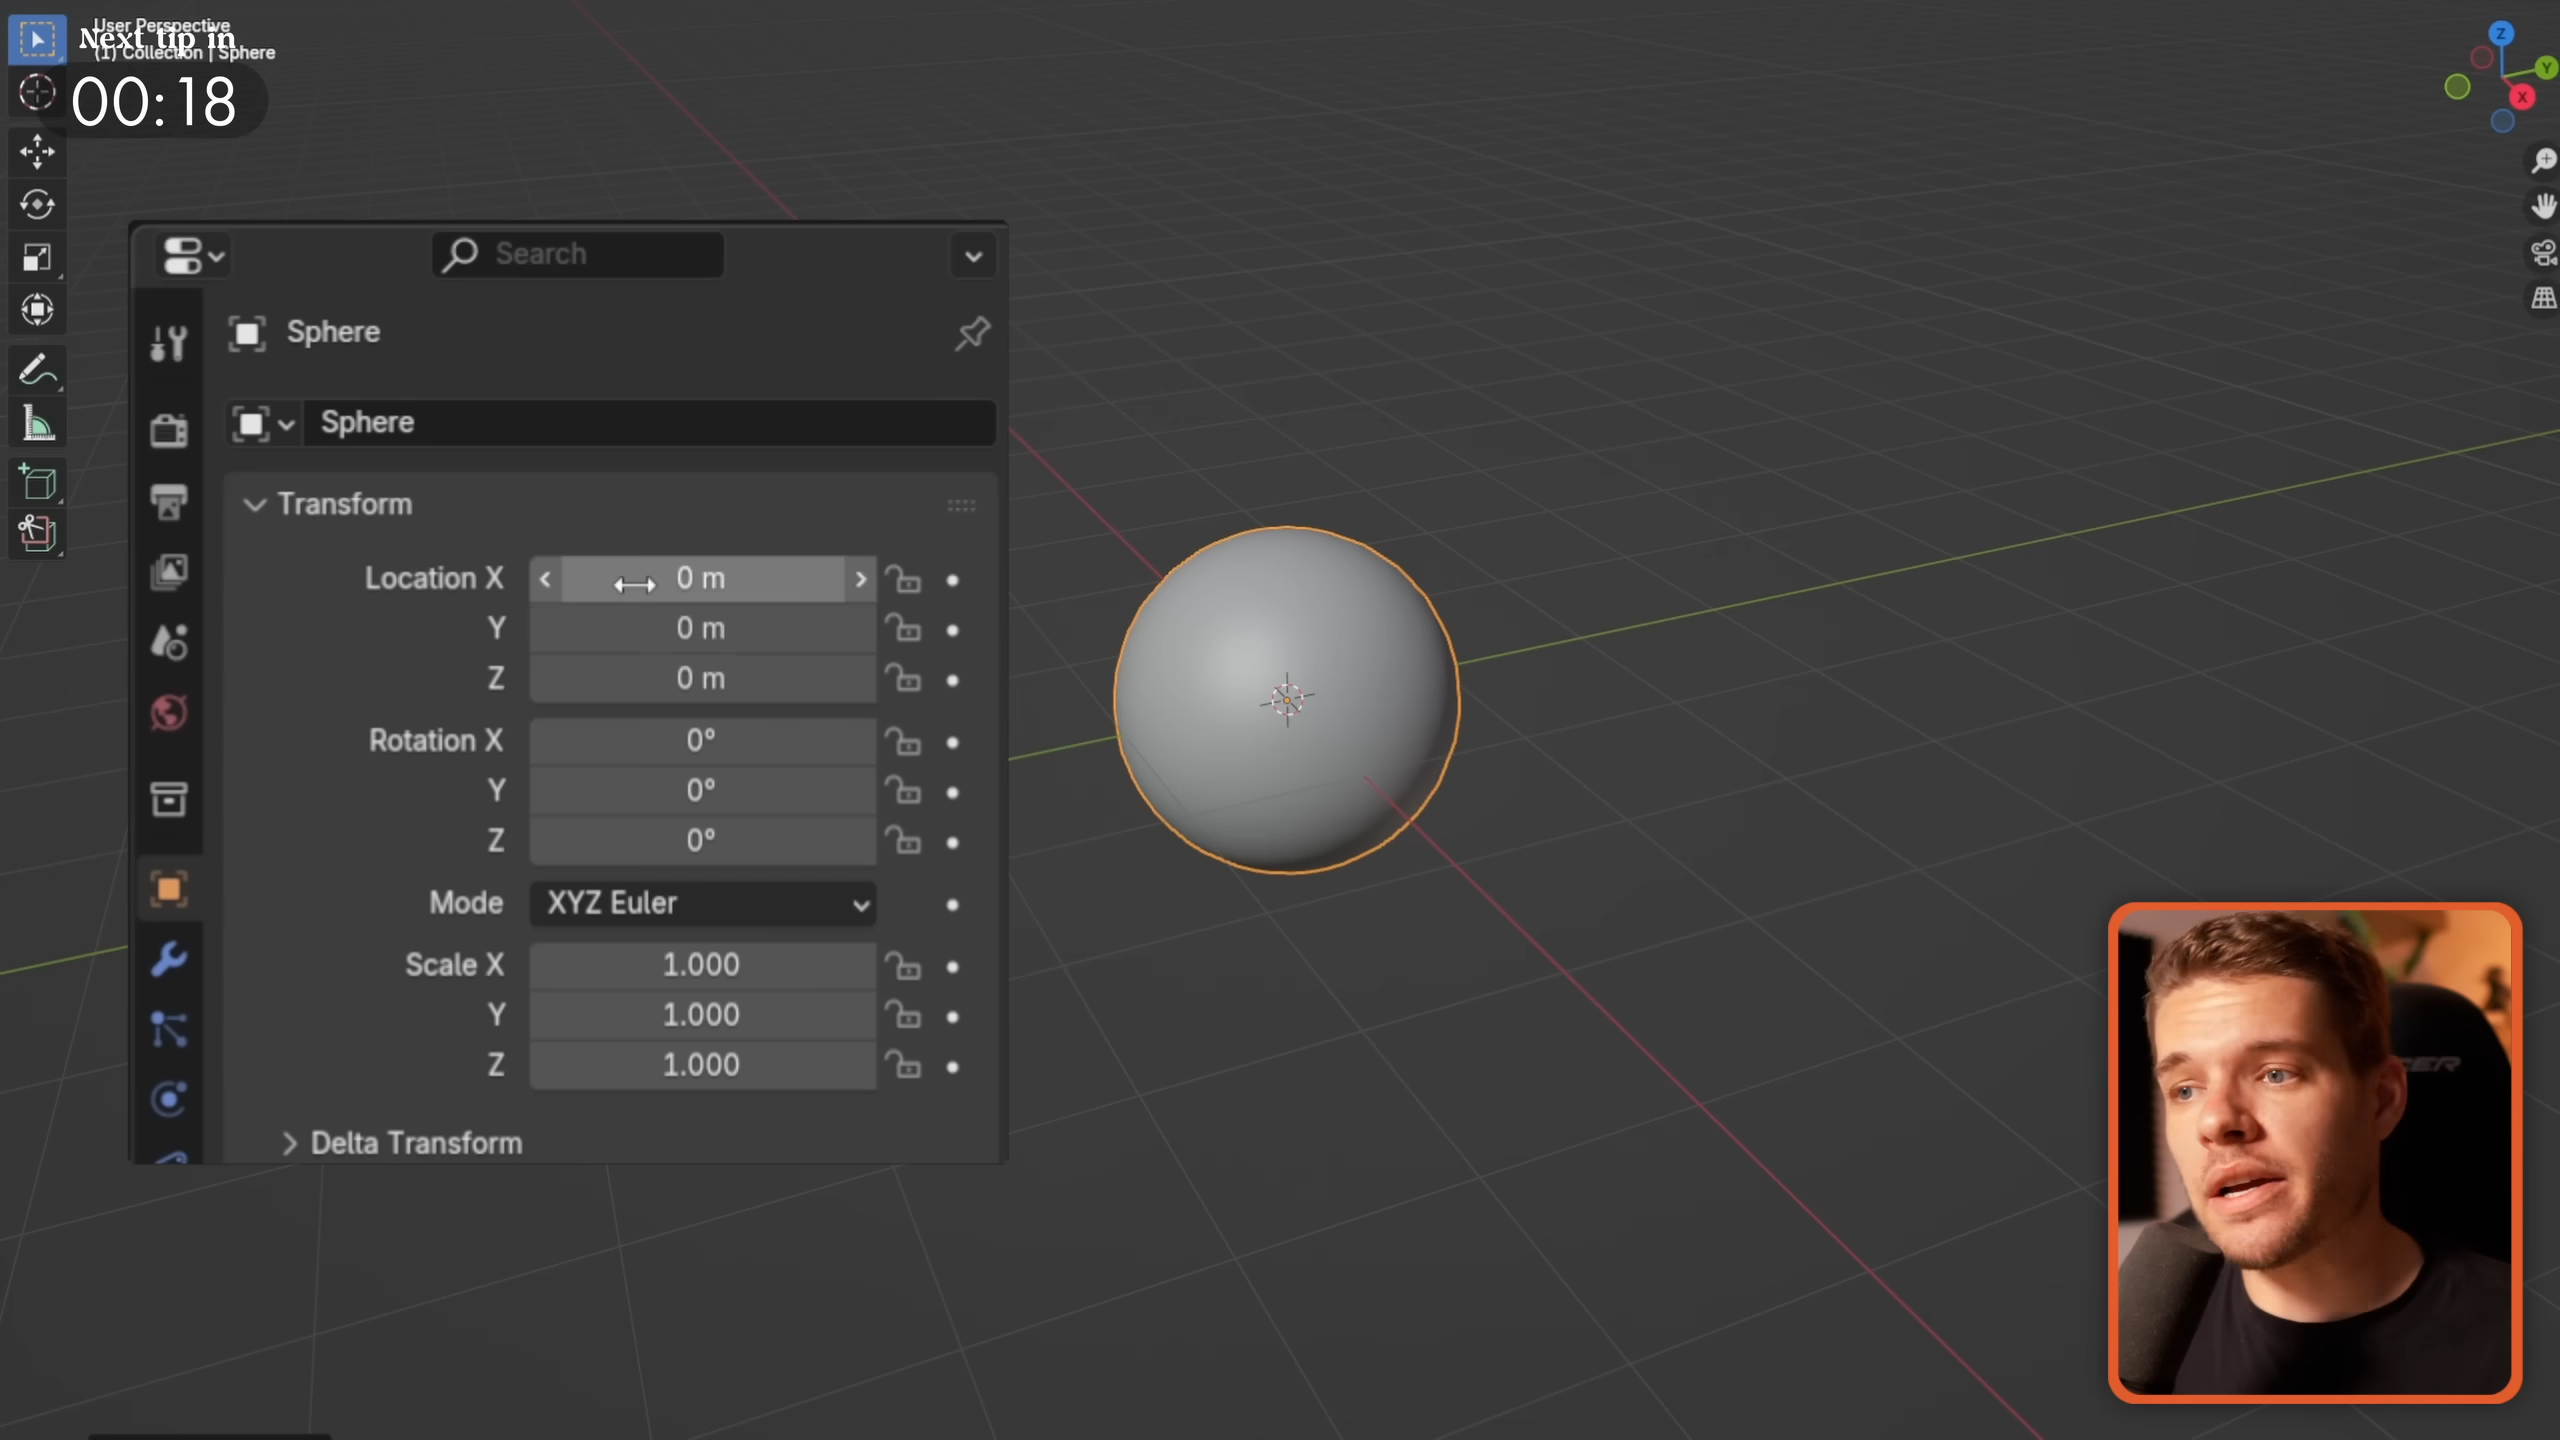 User Perspective
Next tip in
(1) Collection | Sphere
00:18
Z
Y
X
Search
Sphere
Sphere
Transform
Location X 0 m
Y 0 m
Z 0 m
Rotation X 0°
Y 0°
Z 0°
Mode XYZ Euler
Scale X 1.000
Y 1.000
Z 1.000
Delta Transform